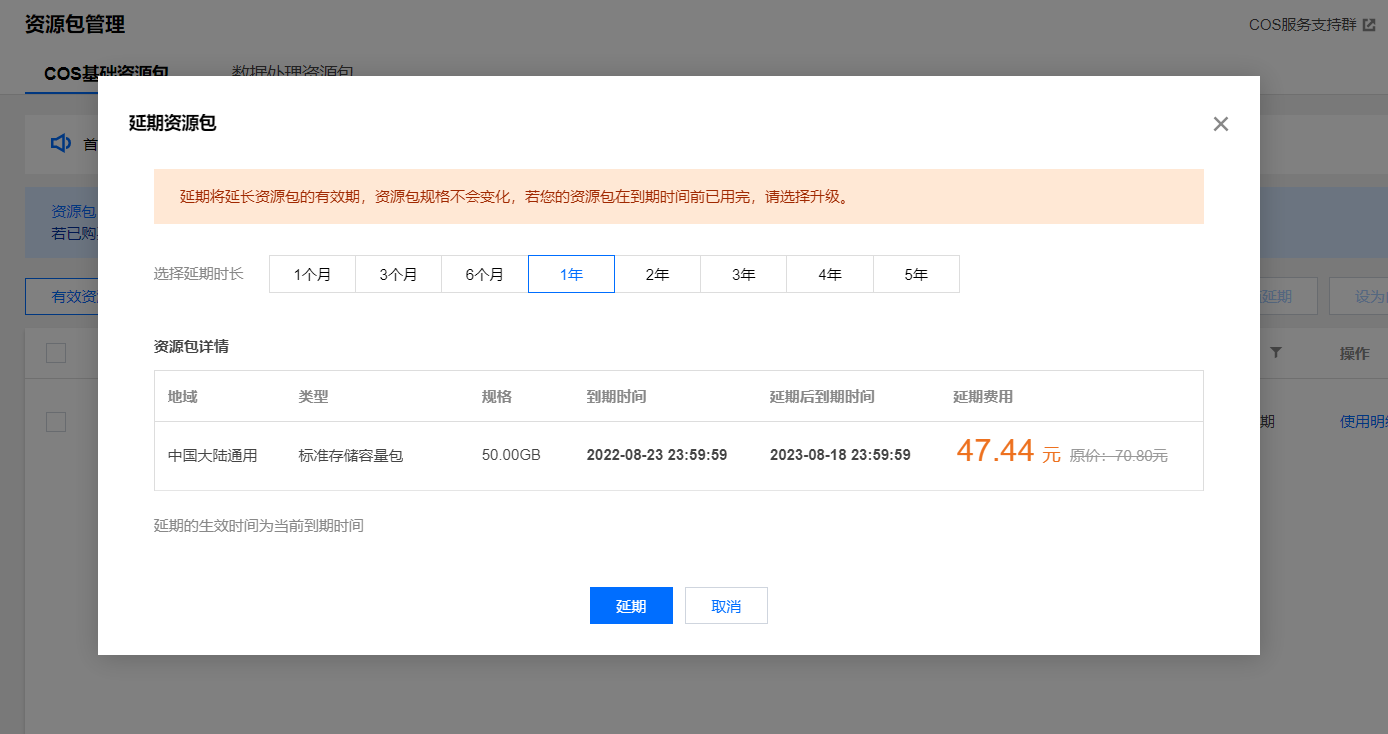 资源包管理
COS服务支持群
COS基础资源包
数据处理资源包
首
资源包
若已购
有效资
延期
设为
操作
期
使用明
延期资源包
延期将延长资源包的有效期，资源包规格不会变化，若您的资源包在到期时间前已用完，请选择升级。
选择延期时长 1个月 3个月 6个月 1年 2年 3年 4年 5年
资源包详情
地域 类型 规格 到期时间 延期后到期时间 延期费用
中国大陆通用 标准存储容量包 50.00GB 2022-08-23 23:59:59 2023-08-18 23:59:59 47.44 元 原价：70.80元
延期的生效时间为当前到期时间
延期 取消